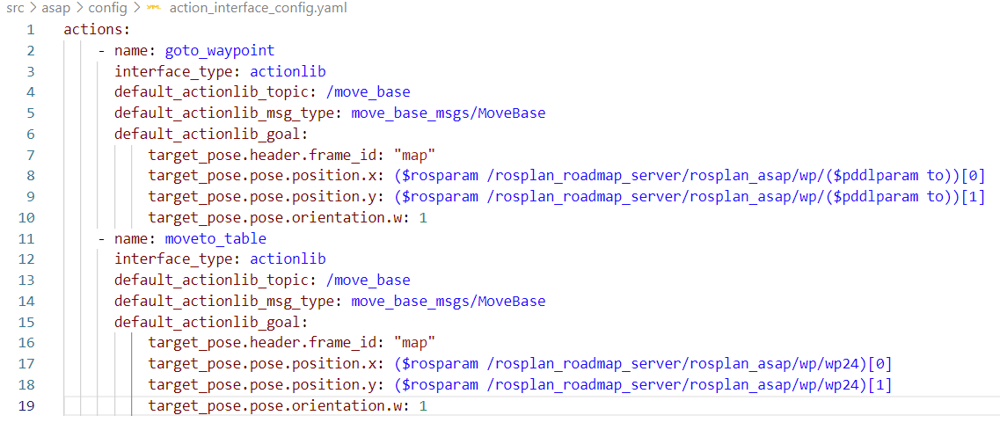 src > asap > config > action_interface_config.yaml
1 actions:
2 - name: goto_waypoint
3 interface_type: actionlib
4 default_actionlib_topic: /move_base
5 default_actionlib_msg_type: move_base_msgs/MoveBase
6 default_actionlib_goal:
7 target_pose.header.frame_id: "map"
8 target_pose.pose.position.x: ($rosparam /rosplan_roadmap_server/rosplan_asap/wp/($pddlparam to))[0]
9 target_pose.pose.position.y: ($rosparam /rosplan_roadmap_server/rosplan_asap/wp/($pddlparam to))[1]
10 target_pose.pose.orientation.w: 1
11 - name: moveto_table
12 interface_type: actionlib
13 default_actionlib_topic: /move_base
14 default_actionlib_msg_type: move_base_msgs/MoveBase
15 default_actionlib_goal:
16 target_pose.header.frame_id: "map"
17 target_pose.pose.position.x: ($rosparam /rosplan_roadmap_server/rosplan_asap/wp/wp24)[0]
18 target_pose.pose.position.y: ($rosparam /rosplan_roadmap_server/rosplan_asap/wp/wp24)[1]
19 target_pose.pose.orientation.w: 1